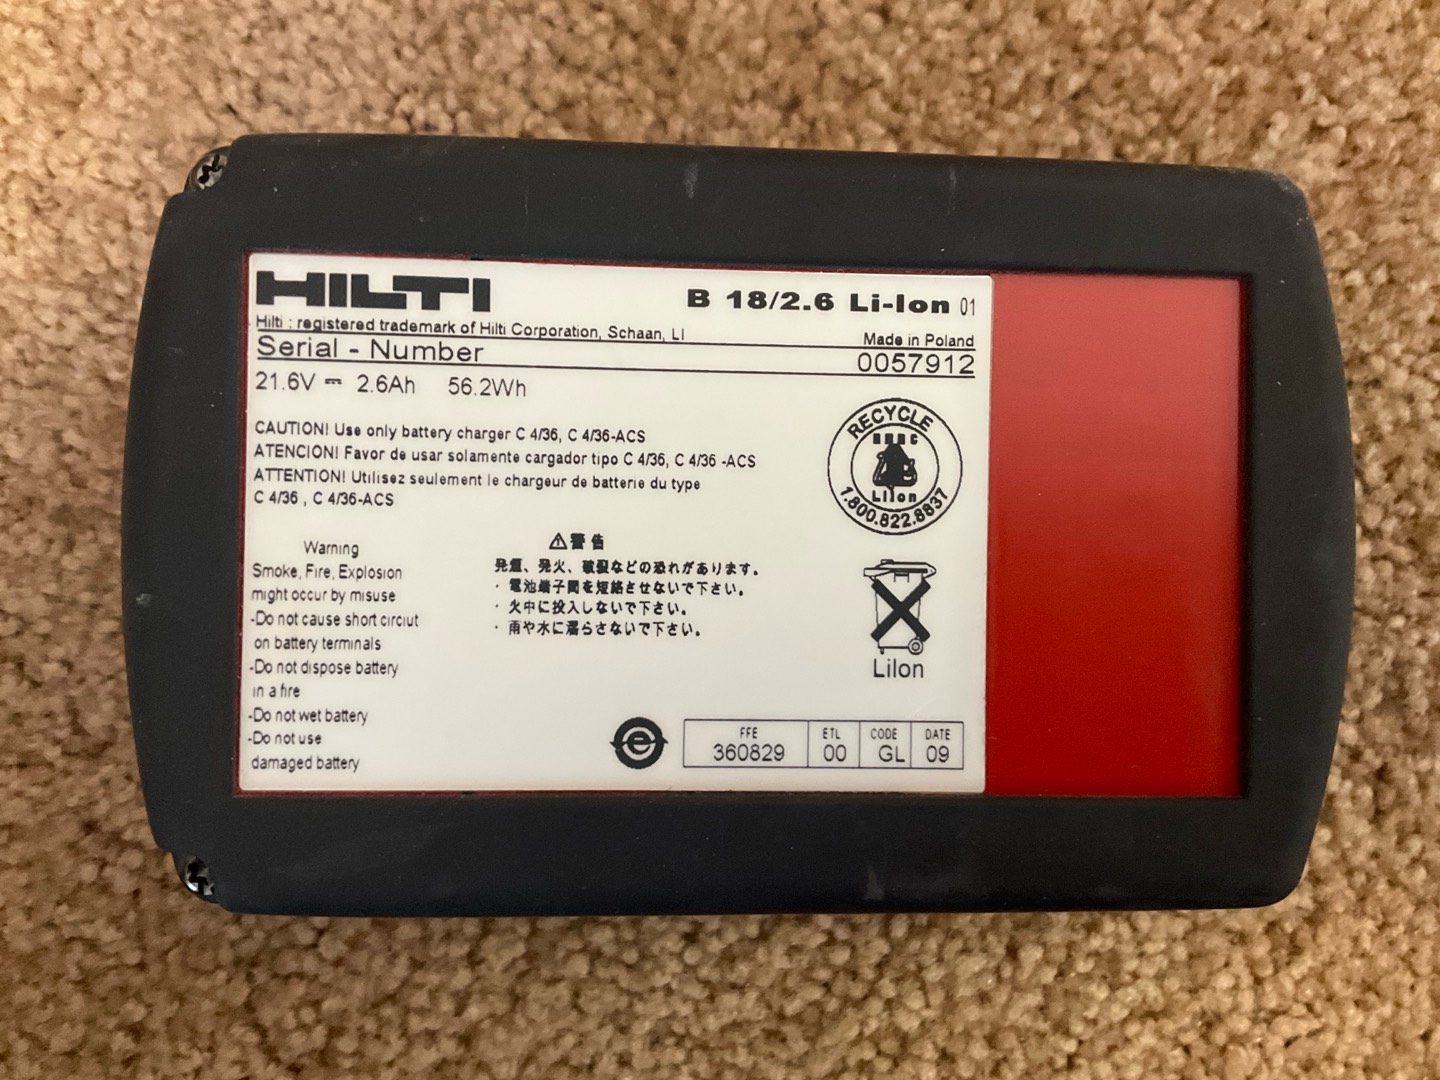 HILTI
B 18/2.6 Li-Ion 01
Hilti : registered trademark of Hilti Corporation, Schaan, LI
Made in Poland
Serial - Number
0057912
21.6V ⎓ 2.6Ah 56.2Wh
CAUTION! Use only battery charger C 4/36, C 4/36-ACS
ATENCION! Favor de usar solamente cargador tipo C 4/36, C 4/36 -ACS
ATTENTION! Utilisez seulement le chargeur de batterie du type
C 4/36 , C 4/36-ACS
RECYCLE
RBRC
Li Ion
1.800.822.8837
Warning
Smoke, Fire, Explosion
might occur by misuse
-Do not cause short circiut
on battery terminals
-Do not dispose battery
in a fire
-Do not wet battery
-Do not use
damaged battery
⚠警告
発煙、発火、破裂などの恐れがあります。
・電池端子間を短絡させないで下さい。
・火中に投入しないで下さい。
・雨や水に濡らさないで下さい。
LiIon
e
FFE ETL CODE DATE
360829 00 GL 09